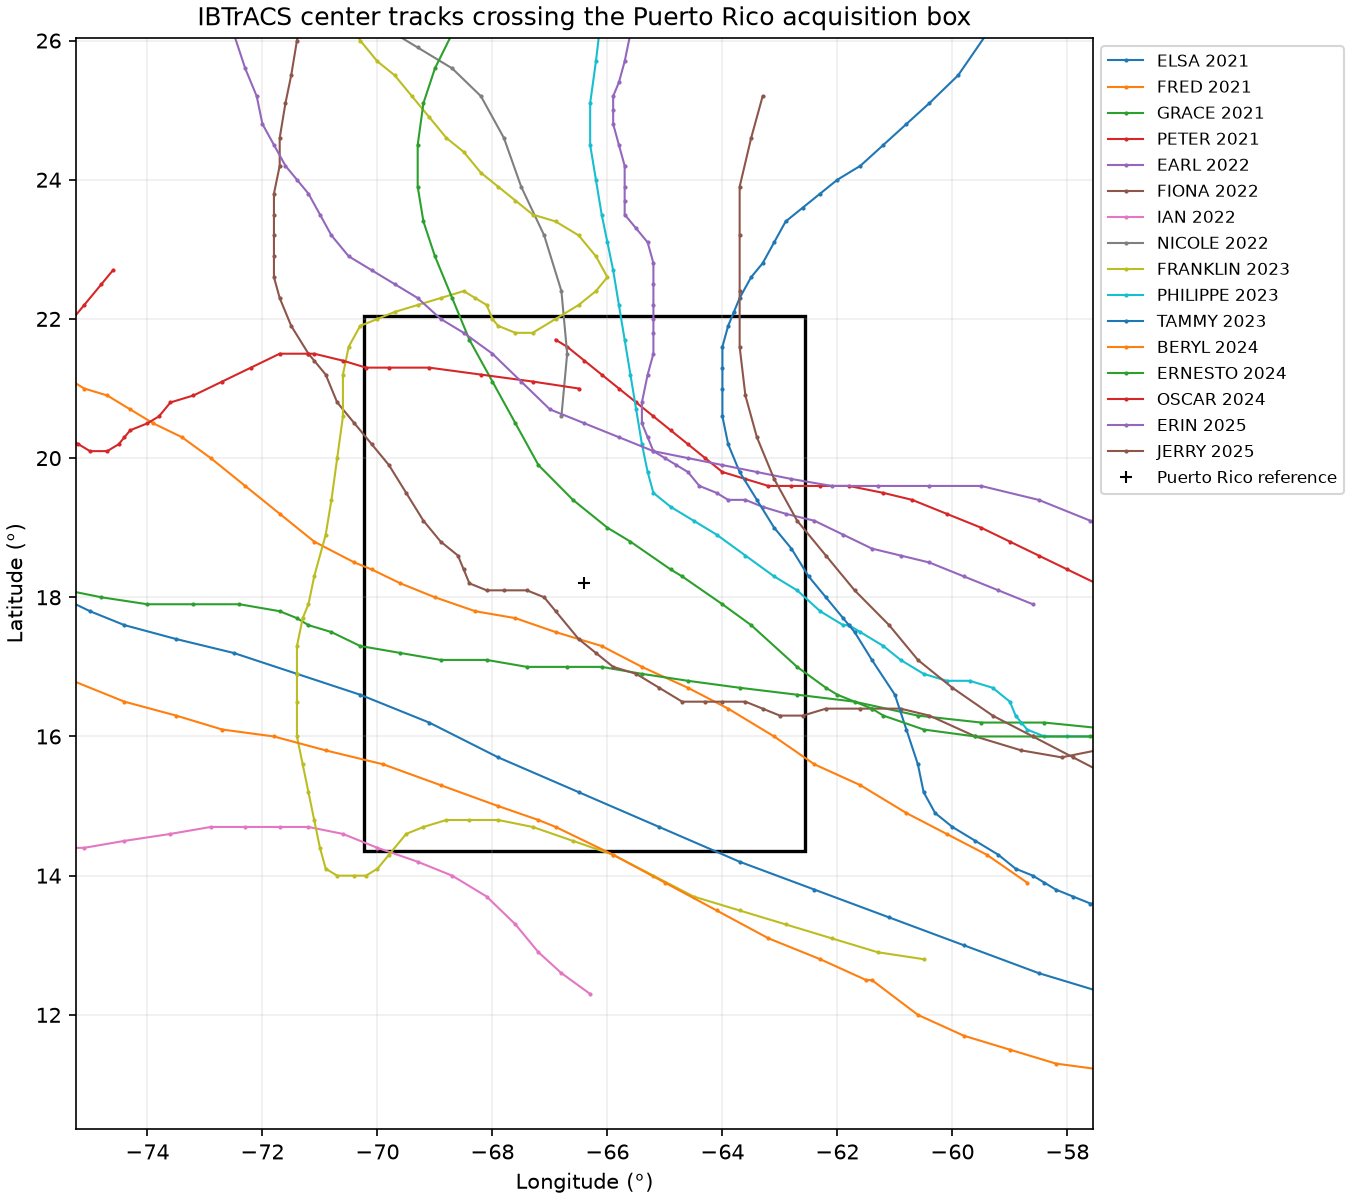 IBTrACS center tracks crossing the Puerto Rico acquisition box
26
24
22
20
18
16
14
12
Latitude (°)
−74
−72
−70
−68
−66
−64
−62
−60
−58
Longitude (°)
ELSA 2021
FRED 2021
GRACE 2021
PETER 2021
EARL 2022
FIONA 2022
IAN 2022
NICOLE 2022
FRANKLIN 2023
PHILIPPE 2023
TAMMY 2023
BERYL 2024
ERNESTO 2024
OSCAR 2024
ERIN 2025
JERRY 2025
Puerto Rico reference